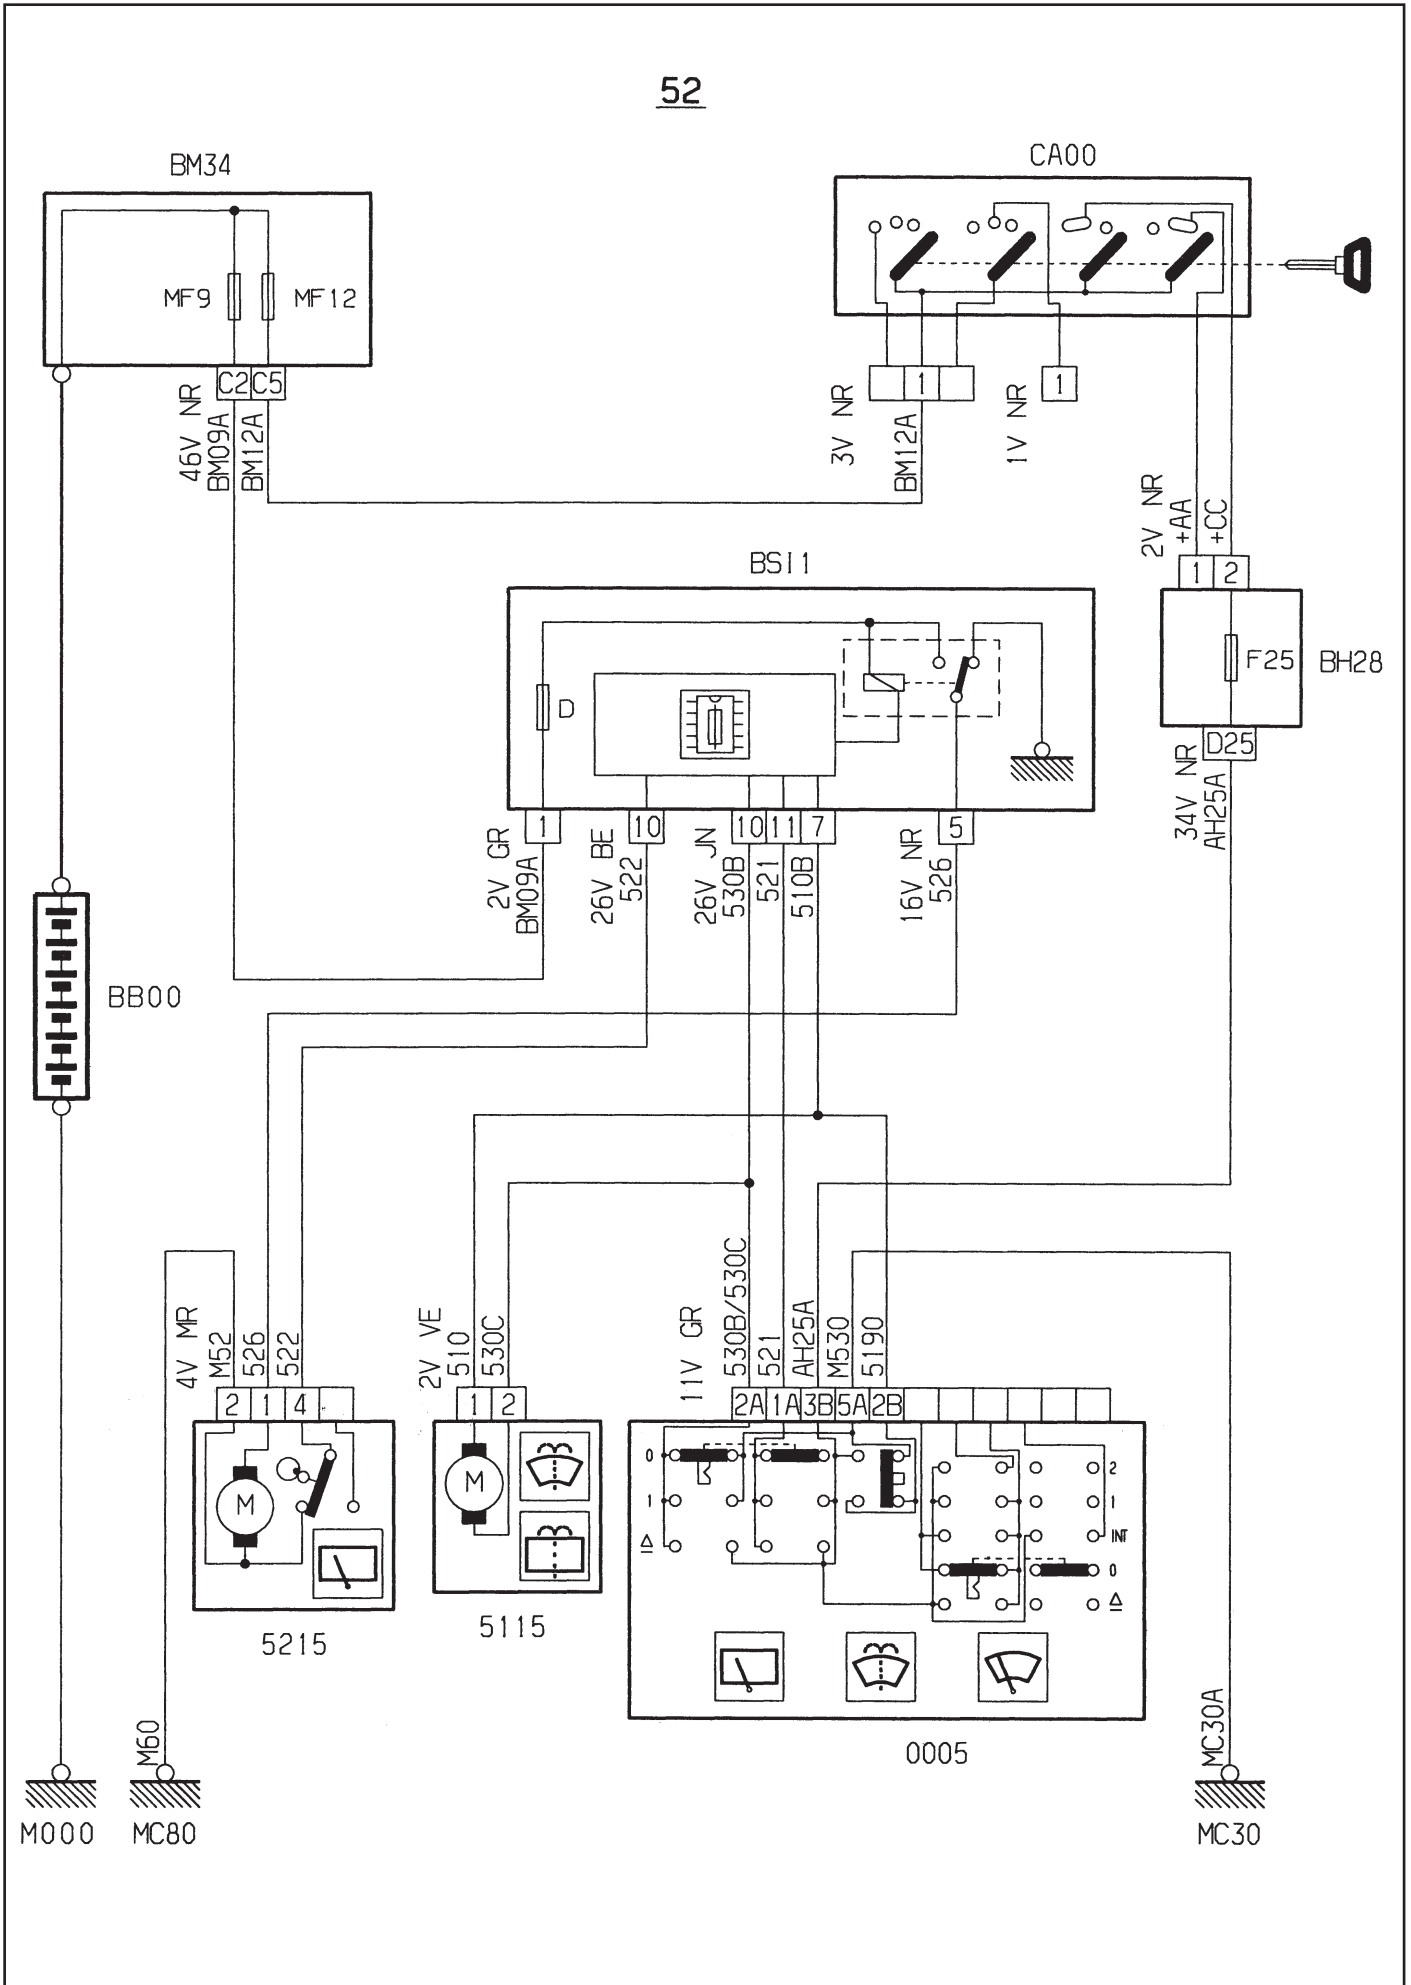 52
BM34
CA00
MF9
MF12
C2
C5
46V NR
BM09A
BM12A
3V NR
1
BM12A
1V NR
1
2V NR
+AA
+CC
1
2
F25
BH28
D25
34V NR
AH25A
BSI1
D
1
10
10
11
7
5
2V GR
BM09A
26V BE
522
26V JN
530B
521
510B
16V NR
526
BB00
4V MR
M52
526
522
2
1
4
M
5215
2V VE
510
530C
1
2
M
5115
11V GR
530B/530C
521
AH25A
M530
5190
2A
1A
3B
5A
2B
0
1
2
1
INT
0
0005
M60
MC30A
M000
MC80
MC30